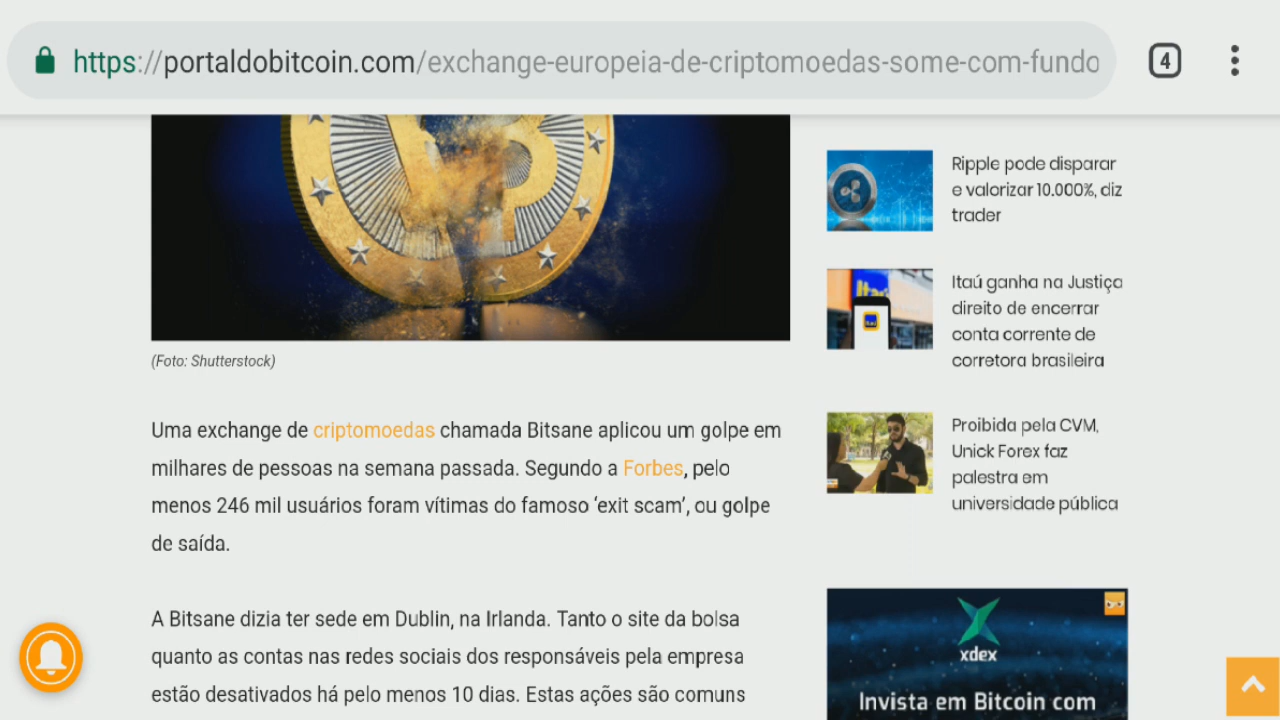 https://portaldobitcoin.com/exchange-europeia-de-criptomoedas-some-com-fundo
4
(Foto: Shutterstock)
Uma exchange de criptomoedas chamada Bitsane aplicou um golpe em
milhares de pessoas na semana passada. Segundo a Forbes, pelo
menos 246 mil usuários foram vítimas do famoso ‘exit scam’, ou golpe
de saída.
A Bitsane dizia ter sede em Dublin, na Irlanda. Tanto o site da bolsa
quanto as contas nas redes sociais dos responsáveis pela empresa
estão desativados há pelo menos 10 dias. Estas ações são comuns
Ripple pode disparar
e valorizar 10.000%, diz
trader
Itaú
Itaú
Itaú ganha na Justiça
direito de encerrar
conta corrente de
corretora brasileira
Proibida pela CVM,
Unick Forex faz
palestra em
universidade pública
xdex
Invista em Bitcoin com